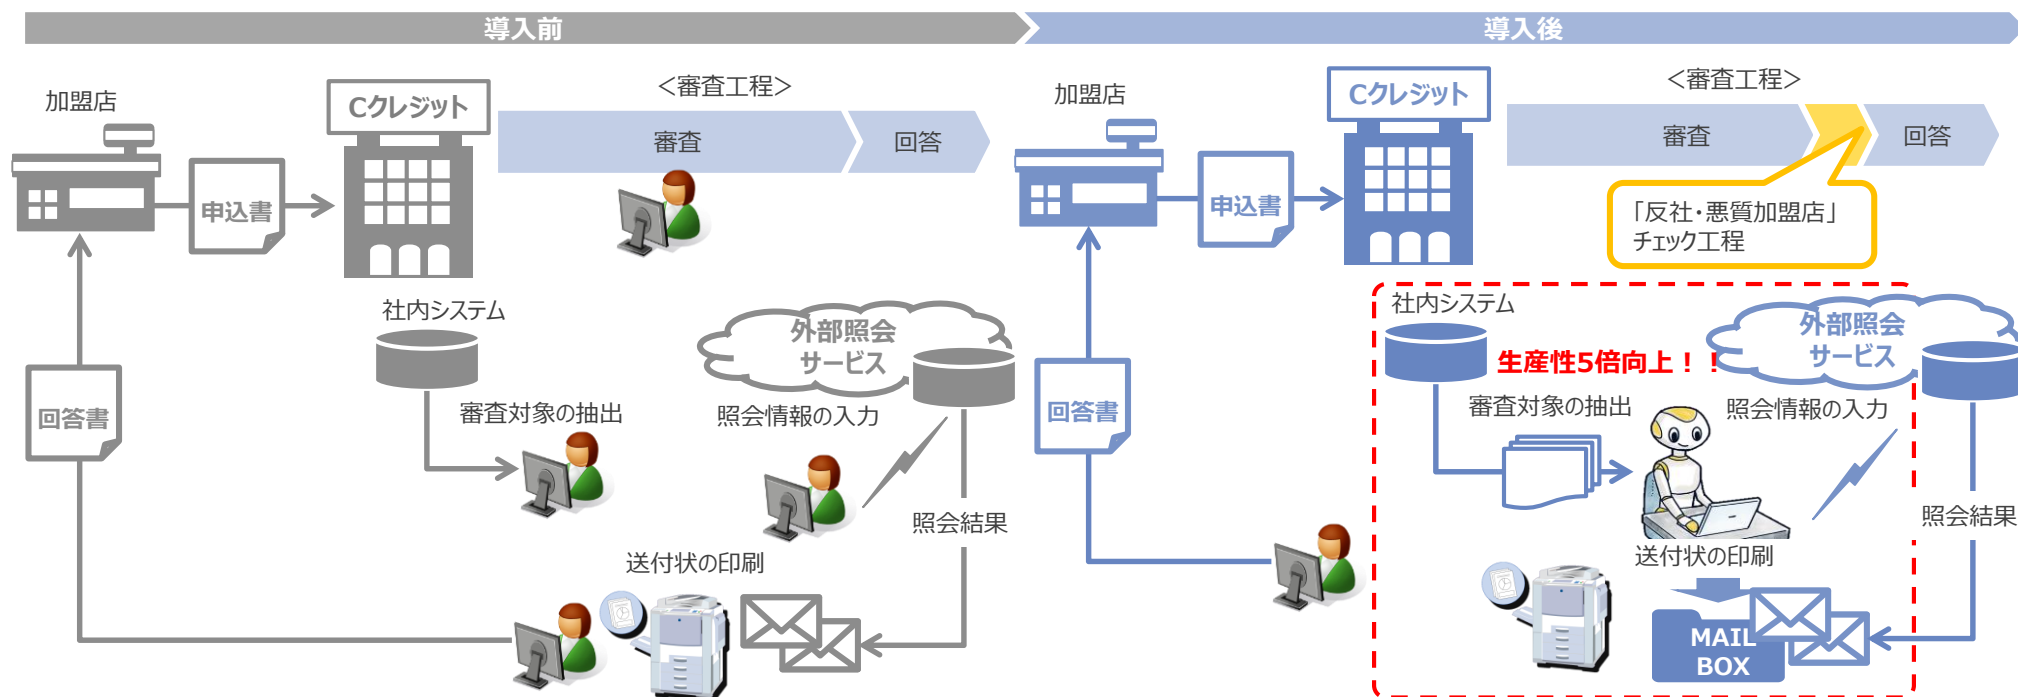 導入前
加盟店
Cクレジット
＜審査工程＞
審査
回答
申込書
社内システム
外部照会
サービス
回答書
審査対象の抽出
照会情報の入力
照会結果
送付状の印刷
導入後
加盟店
Cクレジット
＜審査工程＞
審査
回答
申込書
「反社・悪質加盟店」
チェック工程
社内システム
外部照会
サービス
生産性5倍向上！！
回答書
審査対象の抽出
照会情報の入力
照会結果
送付状の印刷
MAIL
BOX